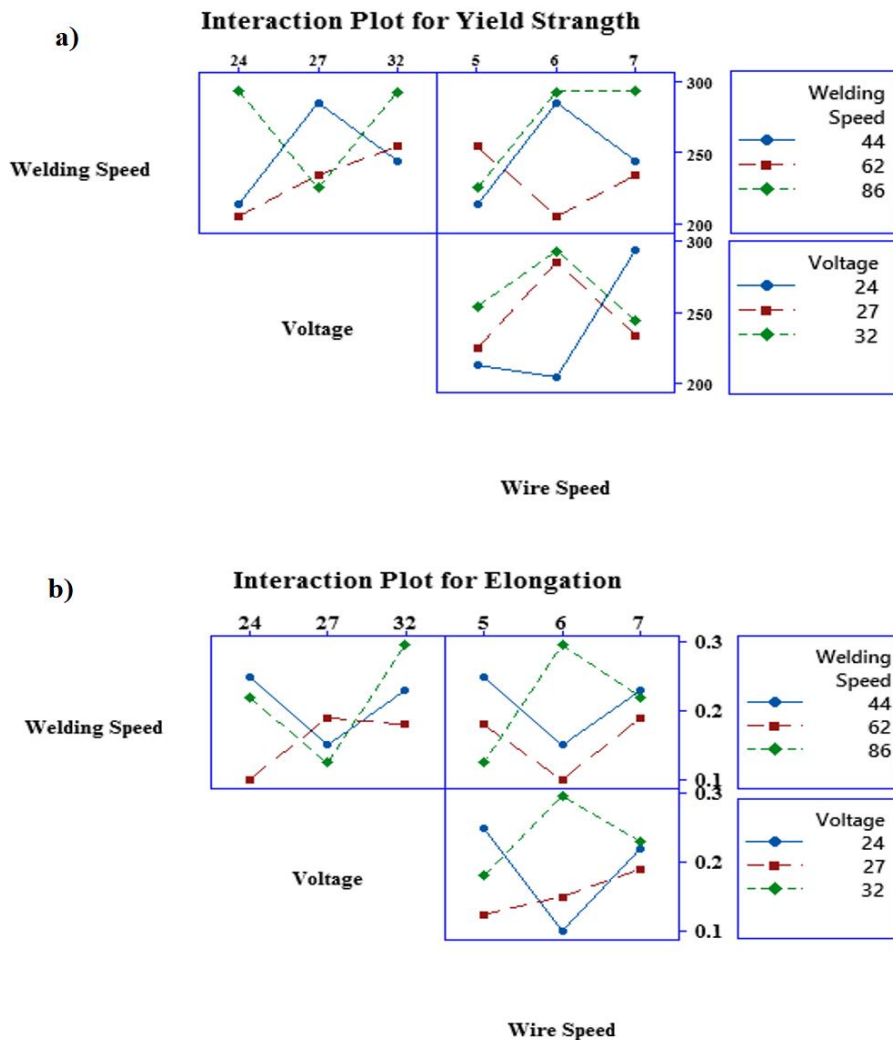 a)
Interaction Plot for Yield Strength
24 27 32 5 6 7
300
250
200
Welding Speed
Welding
Speed
44
62
86
300
250
200
Voltage
Voltage
24
27
32
Wire Speed
b)
Interaction Plot for Elongation
24 27 32 5 6 7
0.3
0.2
0.1
Welding Speed
Welding
Speed
44
62
86
0.3
0.2
0.1
Voltage
Voltage
24
27
32
Wire Speed